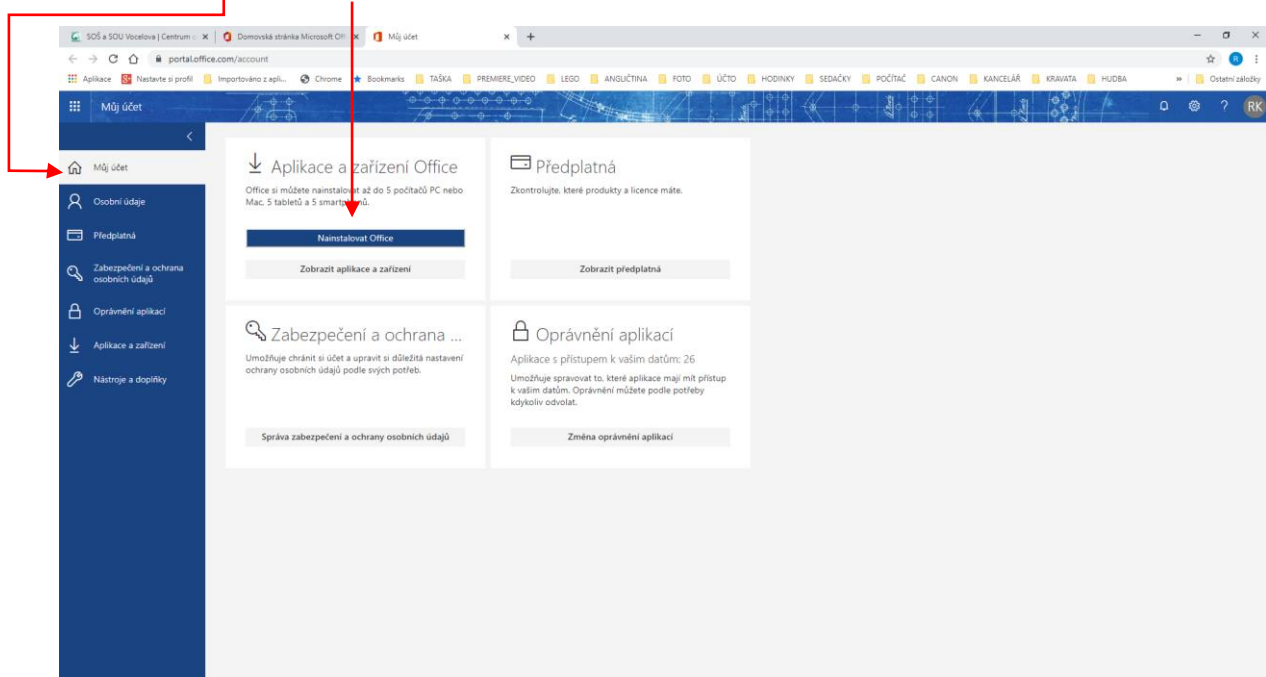 SOŠ a SOU Vocelova | Centrum o
Domovská stránka Microsoft Off
Můj účet
portal.office.com/account
Aplikace Nastavte si profil Importováno z apli... Chrome Bookmarks TAŠKA PREMIERE_VIDEO LEGO ANGLIČTINA FOTO ÚČTO HODINKY SEDAČKY POČÍTAČ CANON KANCELÁŘ KRAVATA HUDBA » Ostatní záložky
Můj účet
? RK
Můj účet
Osobní údaje
Předplatná
Zabezpečení a ochrana
osobních údajů
Oprávnění aplikací
Aplikace a zařízení
Nástroje a doplňky
Aplikace a zařízení Office
Office si můžete nainstalovat až do 5 počítačů PC nebo
Mac, 5 tabletů a 5 smartphonů.
Nainstalovat Office
Zobrazit aplikace a zařízení
Předplatná
Zkontrolujte, které produkty a licence máte.
Zobrazit předplatná
Zabezpečení a ochrana ...
Umožňuje chránit si účet a upravit si důležitá nastavení
ochrany osobních údajů podle svých potřeb.
Správa zabezpečení a ochrany osobních údajů
Oprávnění aplikací
Aplikace s přístupem k vašim datům: 26
Umožňuje spravovat to, které aplikace mají mít přístup
k vašim datům. Oprávnění můžete podle potřeby
kdykoliv odvolat.
Změna oprávnění aplikací